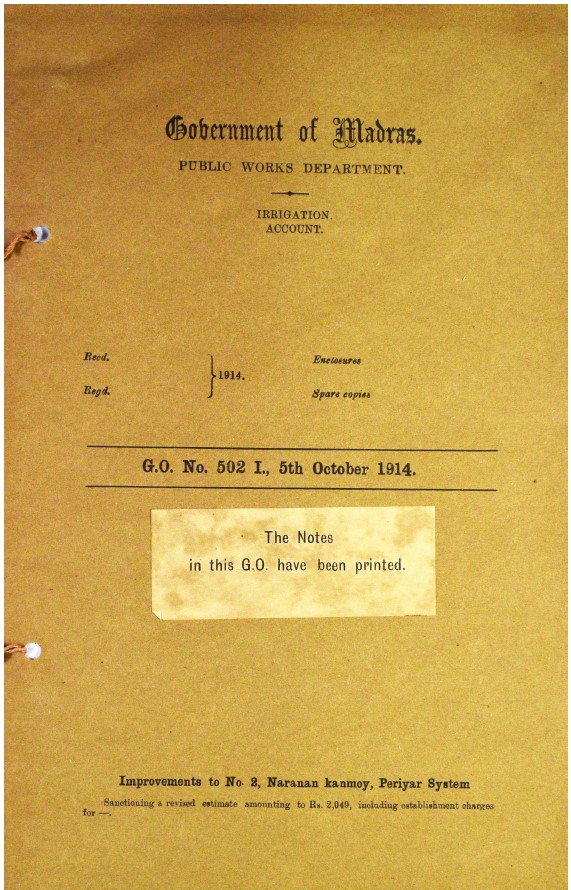 Government of Madras.
PUBLIC WORKS DEPARTMENT.
IRRIGATION.
ACCOUNT.
Recd.
Regd.
} 1914.
Enclosures
Spare copies
G.O. No. 502 I., 5th October 1914.
The Notes
in this G.O. have been printed.
Improvements to No. 2, Naranan kanmoy, Periyar System
Sanctioning a revised estimate amounting to Rs. 2,049, including establishment charges
for —.